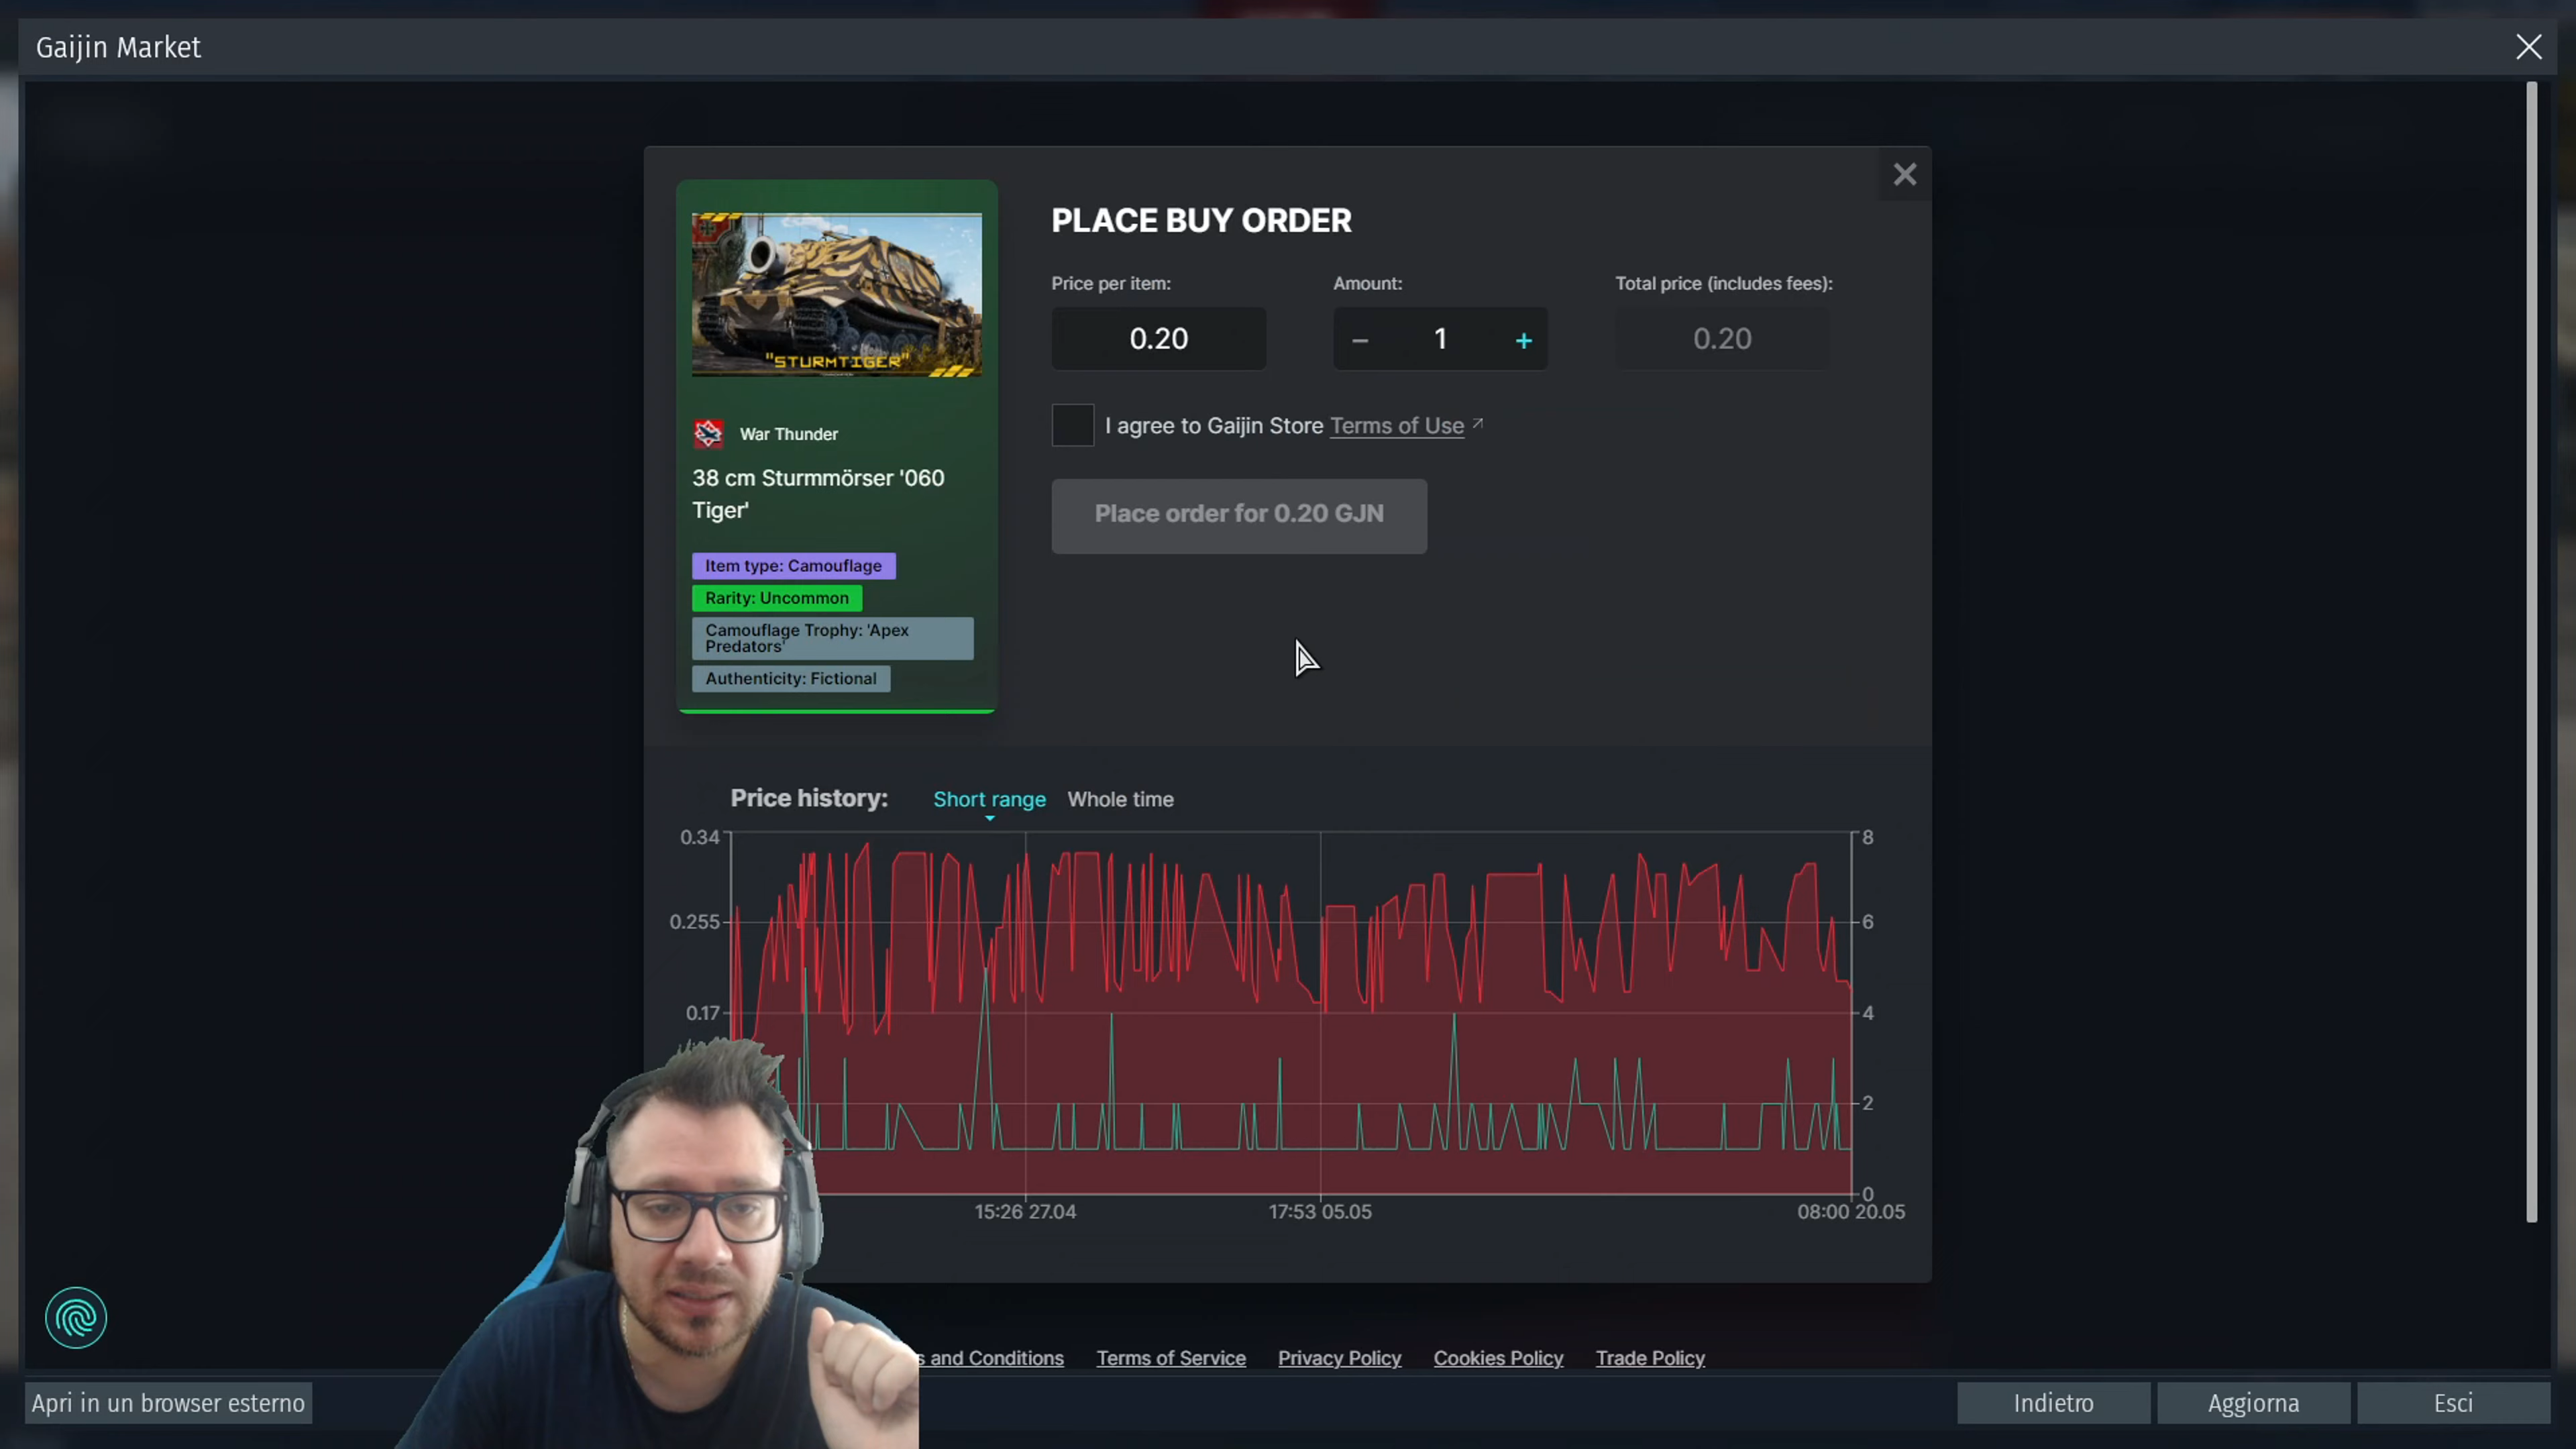 Gaijin Market
PLACE BUY ORDER
Price per item:
Amount:
Total price (includes fees):
0.20
1
0.20
I agree to Gaijin Store Terms of Use
Place order for 0.20 GJN
"STURMTIGER"
War Thunder
38 cm Sturmmörser '060
Tiger'
Item type: Camouflage
Rarity: Uncommon
Camouflage Trophy: 'Apex
Predators'
Authenticity: Fictional
Price history:
Short range
Whole time
0.34
0.255
0.17
8
6
4
2
0
15:26 27.04
17:53 05.05
08:00 20.05
and Conditions
Terms of Service
Privacy Policy
Cookies Policy
Trade Policy
Apri in un browser esterno
Indietro
Aggiorna
Esci